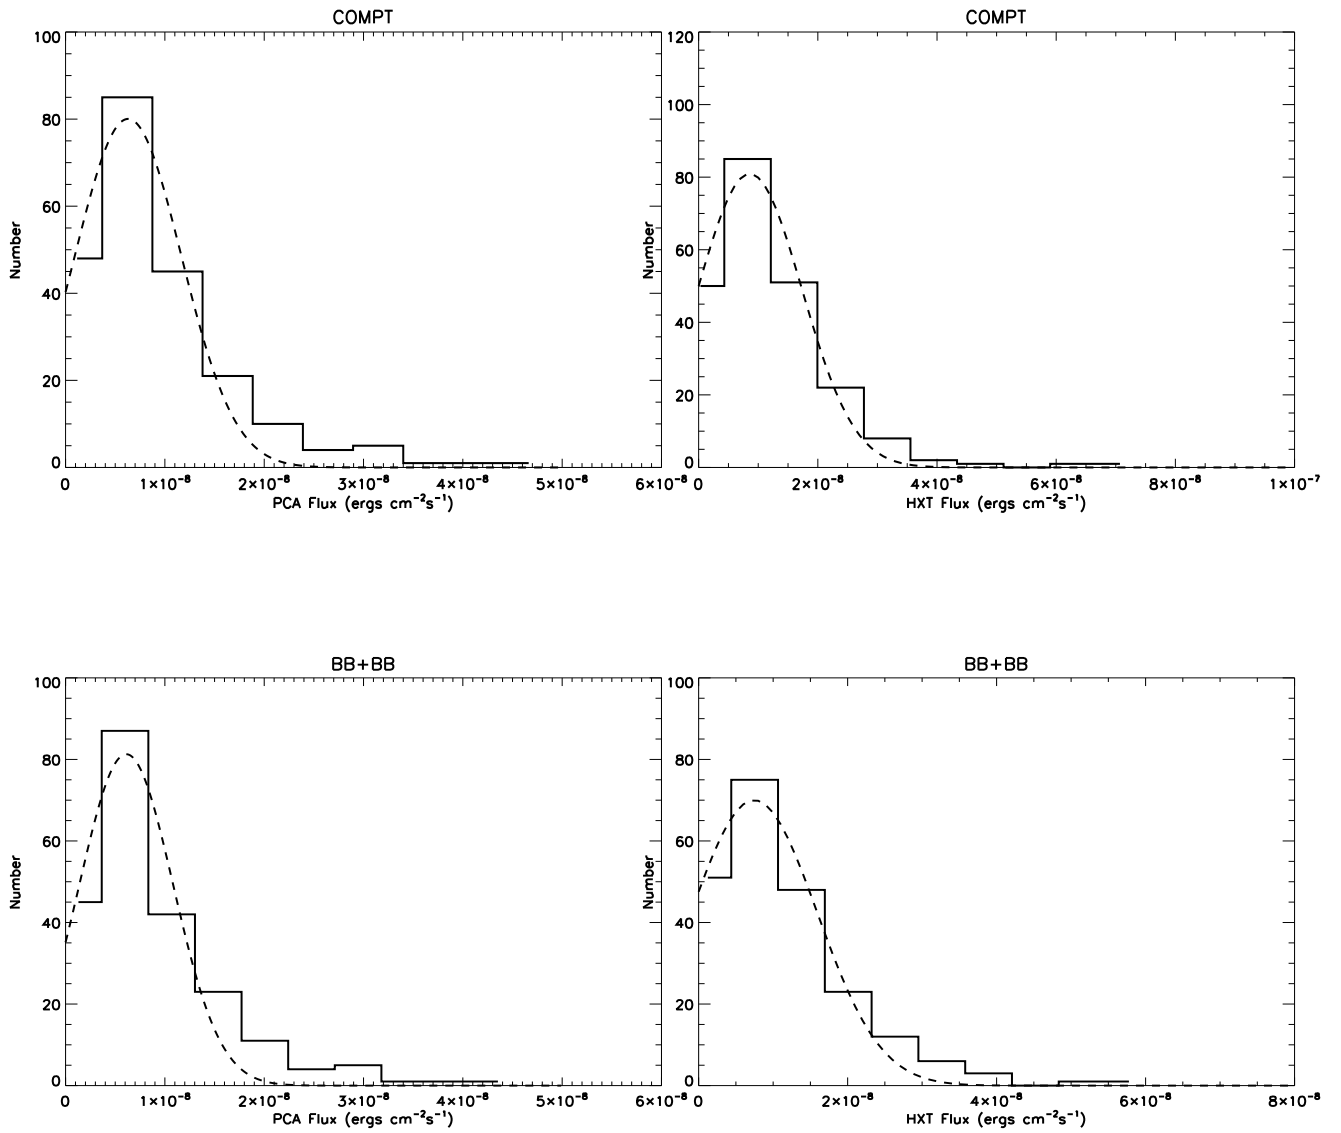 COMPT
100
80
60
40
20
0
Number
0 1×10⁻⁸ 2×10⁻⁸ 3×10⁻⁸ 4×10⁻⁸ 5×10⁻⁸ 6×10⁻⁸
PCA Flux (ergs cm⁻²s⁻¹)
COMPT
120
100
80
60
40
20
0
Number
0 2×10⁻⁸ 4×10⁻⁸ 6×10⁻⁸ 8×10⁻⁸ 1×10⁻⁷
HXT Flux (ergs cm⁻²s⁻¹)
BB+BB
100
80
60
40
20
0
Number
0 1×10⁻⁸ 2×10⁻⁸ 3×10⁻⁸ 4×10⁻⁸ 5×10⁻⁸ 6×10⁻⁸
PCA Flux (ergs cm⁻²s⁻¹)
BB+BB
100
80
60
40
20
0
Number
0 2×10⁻⁸ 4×10⁻⁸ 6×10⁻⁸ 8×10⁻⁸
HXT Flux (ergs cm⁻²s⁻¹)